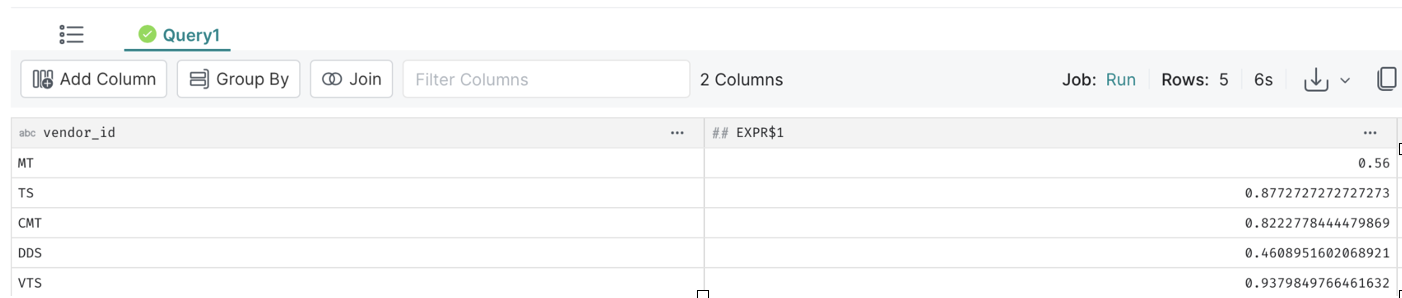 Query1
Add Column Group By Join Filter Columns 2 Columns Job: Run Rows: 5 6s
abc vendor_id ... ## EXPR$1 ...
MT 0.56
TS 0.8772727272727273
CMT 0.8222778444479869
DDS 0.4608951602068921
VTS 0.9379849766461632